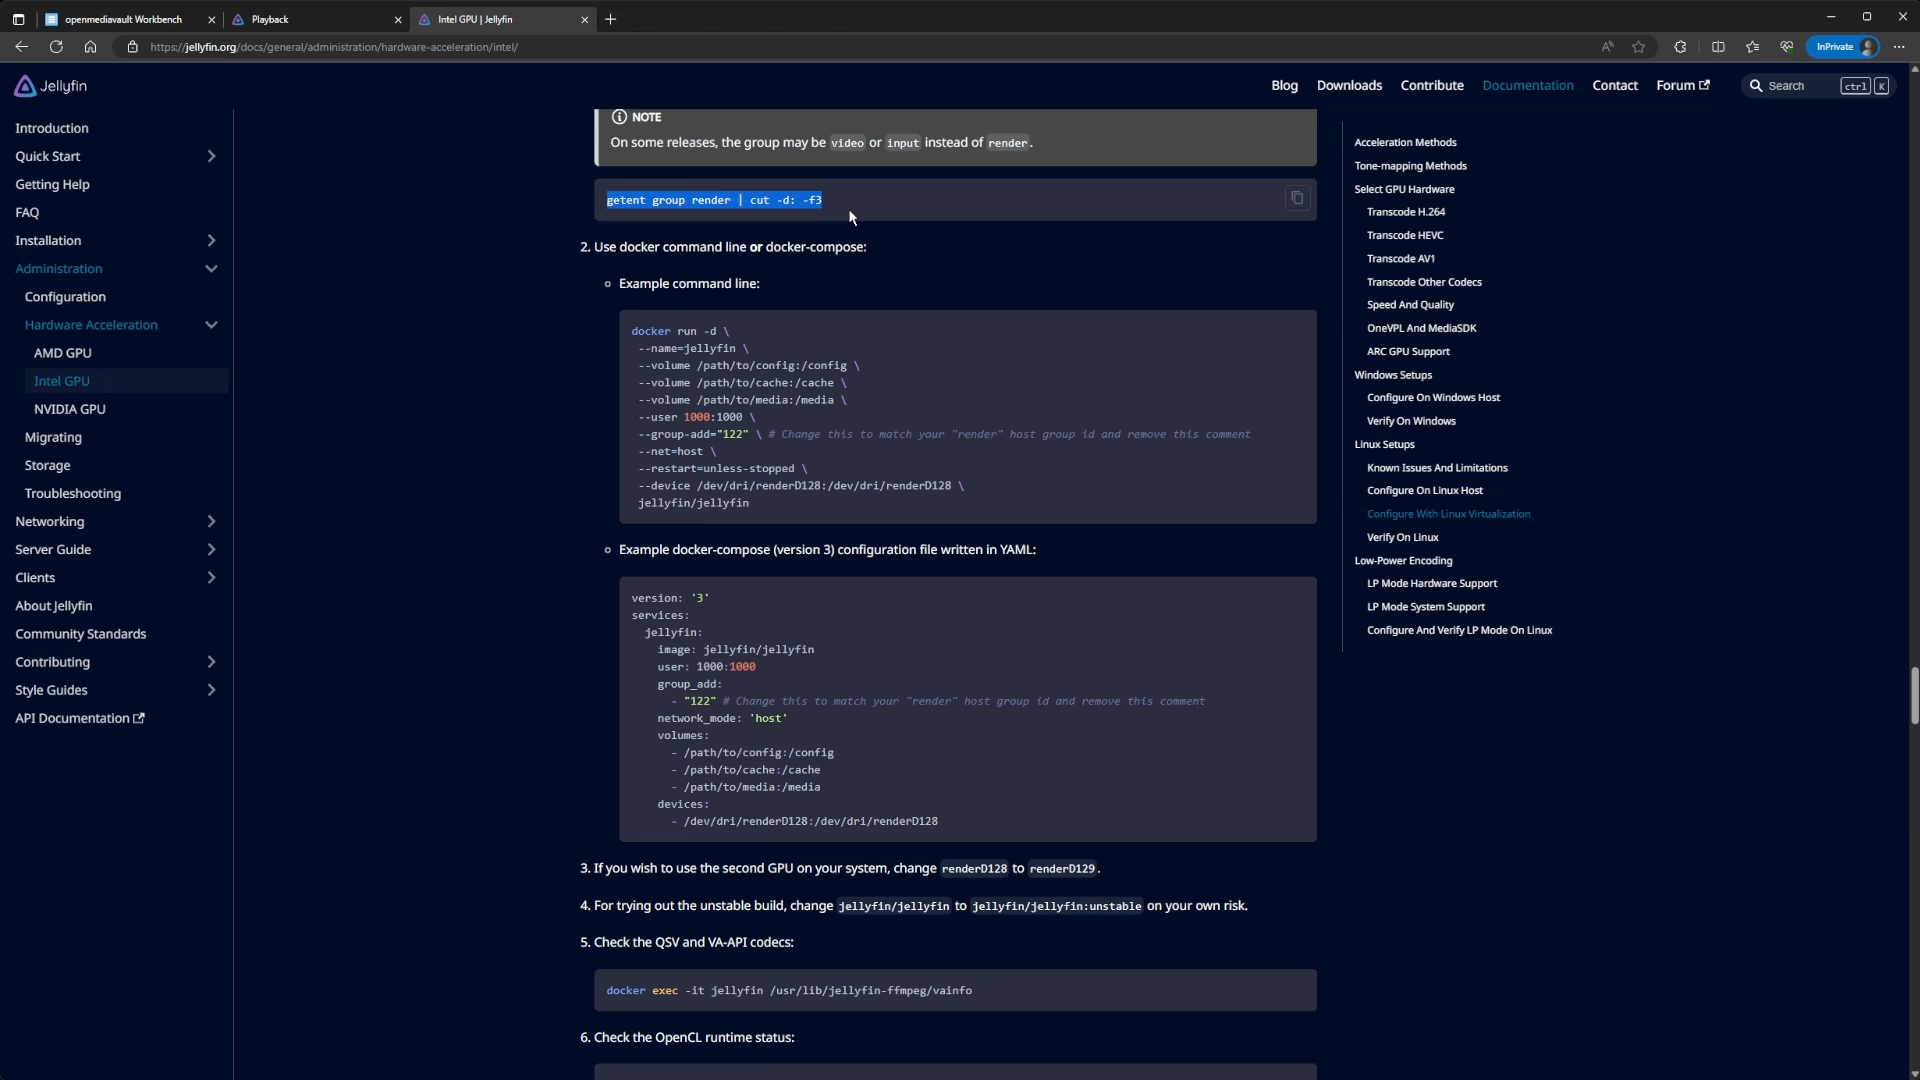 openmediavault Workbench
Playback
Intel GPU | Jellyfin
https://jellyfin.org/docs/general/administration/hardware-acceleration/intel/
InPrivate
Jellyfin
Blog
Downloads
Contribute
Documentation
Contact
Forum
Search
ctrl
K
Introduction
Quick Start
Getting Help
FAQ
Installation
Administration
Configuration
Hardware Acceleration
AMD GPU
Intel GPU
NVIDIA GPU
Migrating
Storage
Troubleshooting
Networking
Server Guide
Clients
About Jellyfin
Community Standards
Contributing
Style Guides
API Documentation
NOTE
On some releases, the group may be video or input instead of render.
getent group render | cut -d: -f3
2. Use docker command line or docker-compose:
Example command line:
docker run -d \
--name=jellyfin \
--volume /path/to/config:/config \
--volume /path/to/cache:/cache \
--volume /path/to/media:/media \
--user 1000:1000 \
--group-add="122" \ # Change this to match your "render" host group id and remove this comment
--net=host \
--restart=unless-stopped \
--device /dev/dri/renderD128:/dev/dri/renderD128 \
jellyfin/jellyfin
Example docker-compose (version 3) configuration file written in YAML:
version: '3'
services:
jellyfin:
image: jellyfin/jellyfin
user: 1000:1000
group_add:
- "122" # Change this to match your "render" host group id and remove this comment
network_mode: 'host'
volumes:
- /path/to/config:/config
- /path/to/cache:/cache
- /path/to/media:/media
devices:
- /dev/dri/renderD128:/dev/dri/renderD128
3. If you wish to use the second GPU on your system, change renderD128 to renderD129.
4. For trying out the unstable build, change jellyfin/jellyfin to jellyfin/jellyfin:unstable on your own risk.
5. Check the QSV and VA-API codecs:
docker exec -it jellyfin /usr/lib/jellyfin-ffmpeg/vainfo
6. Check the OpenCL runtime status:
Acceleration Methods
Tone-mapping Methods
Select GPU Hardware
Transcode H.264
Transcode HEVC
Transcode AV1
Transcode Other Codecs
Speed And Quality
OneVPL And MediaSDK
ARC GPU Support
Windows Setups
Configure On Windows Host
Verify On Windows
Linux Setups
Known Issues And Limitations
Configure On Linux Host
Configure With Linux Virtualization
Verify On Linux
Low-Power Encoding
LP Mode Hardware Support
LP Mode System Support
Configure And Verify LP Mode On Linux